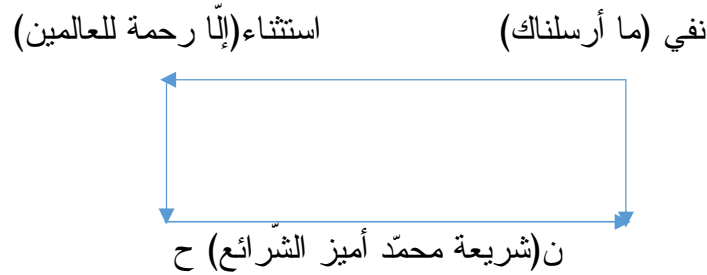 نفي (ما أرسلناك) استثناء(إلّا رحمة للعالمين)
ن(شريعة محمّد أميز الشّرائع) ح